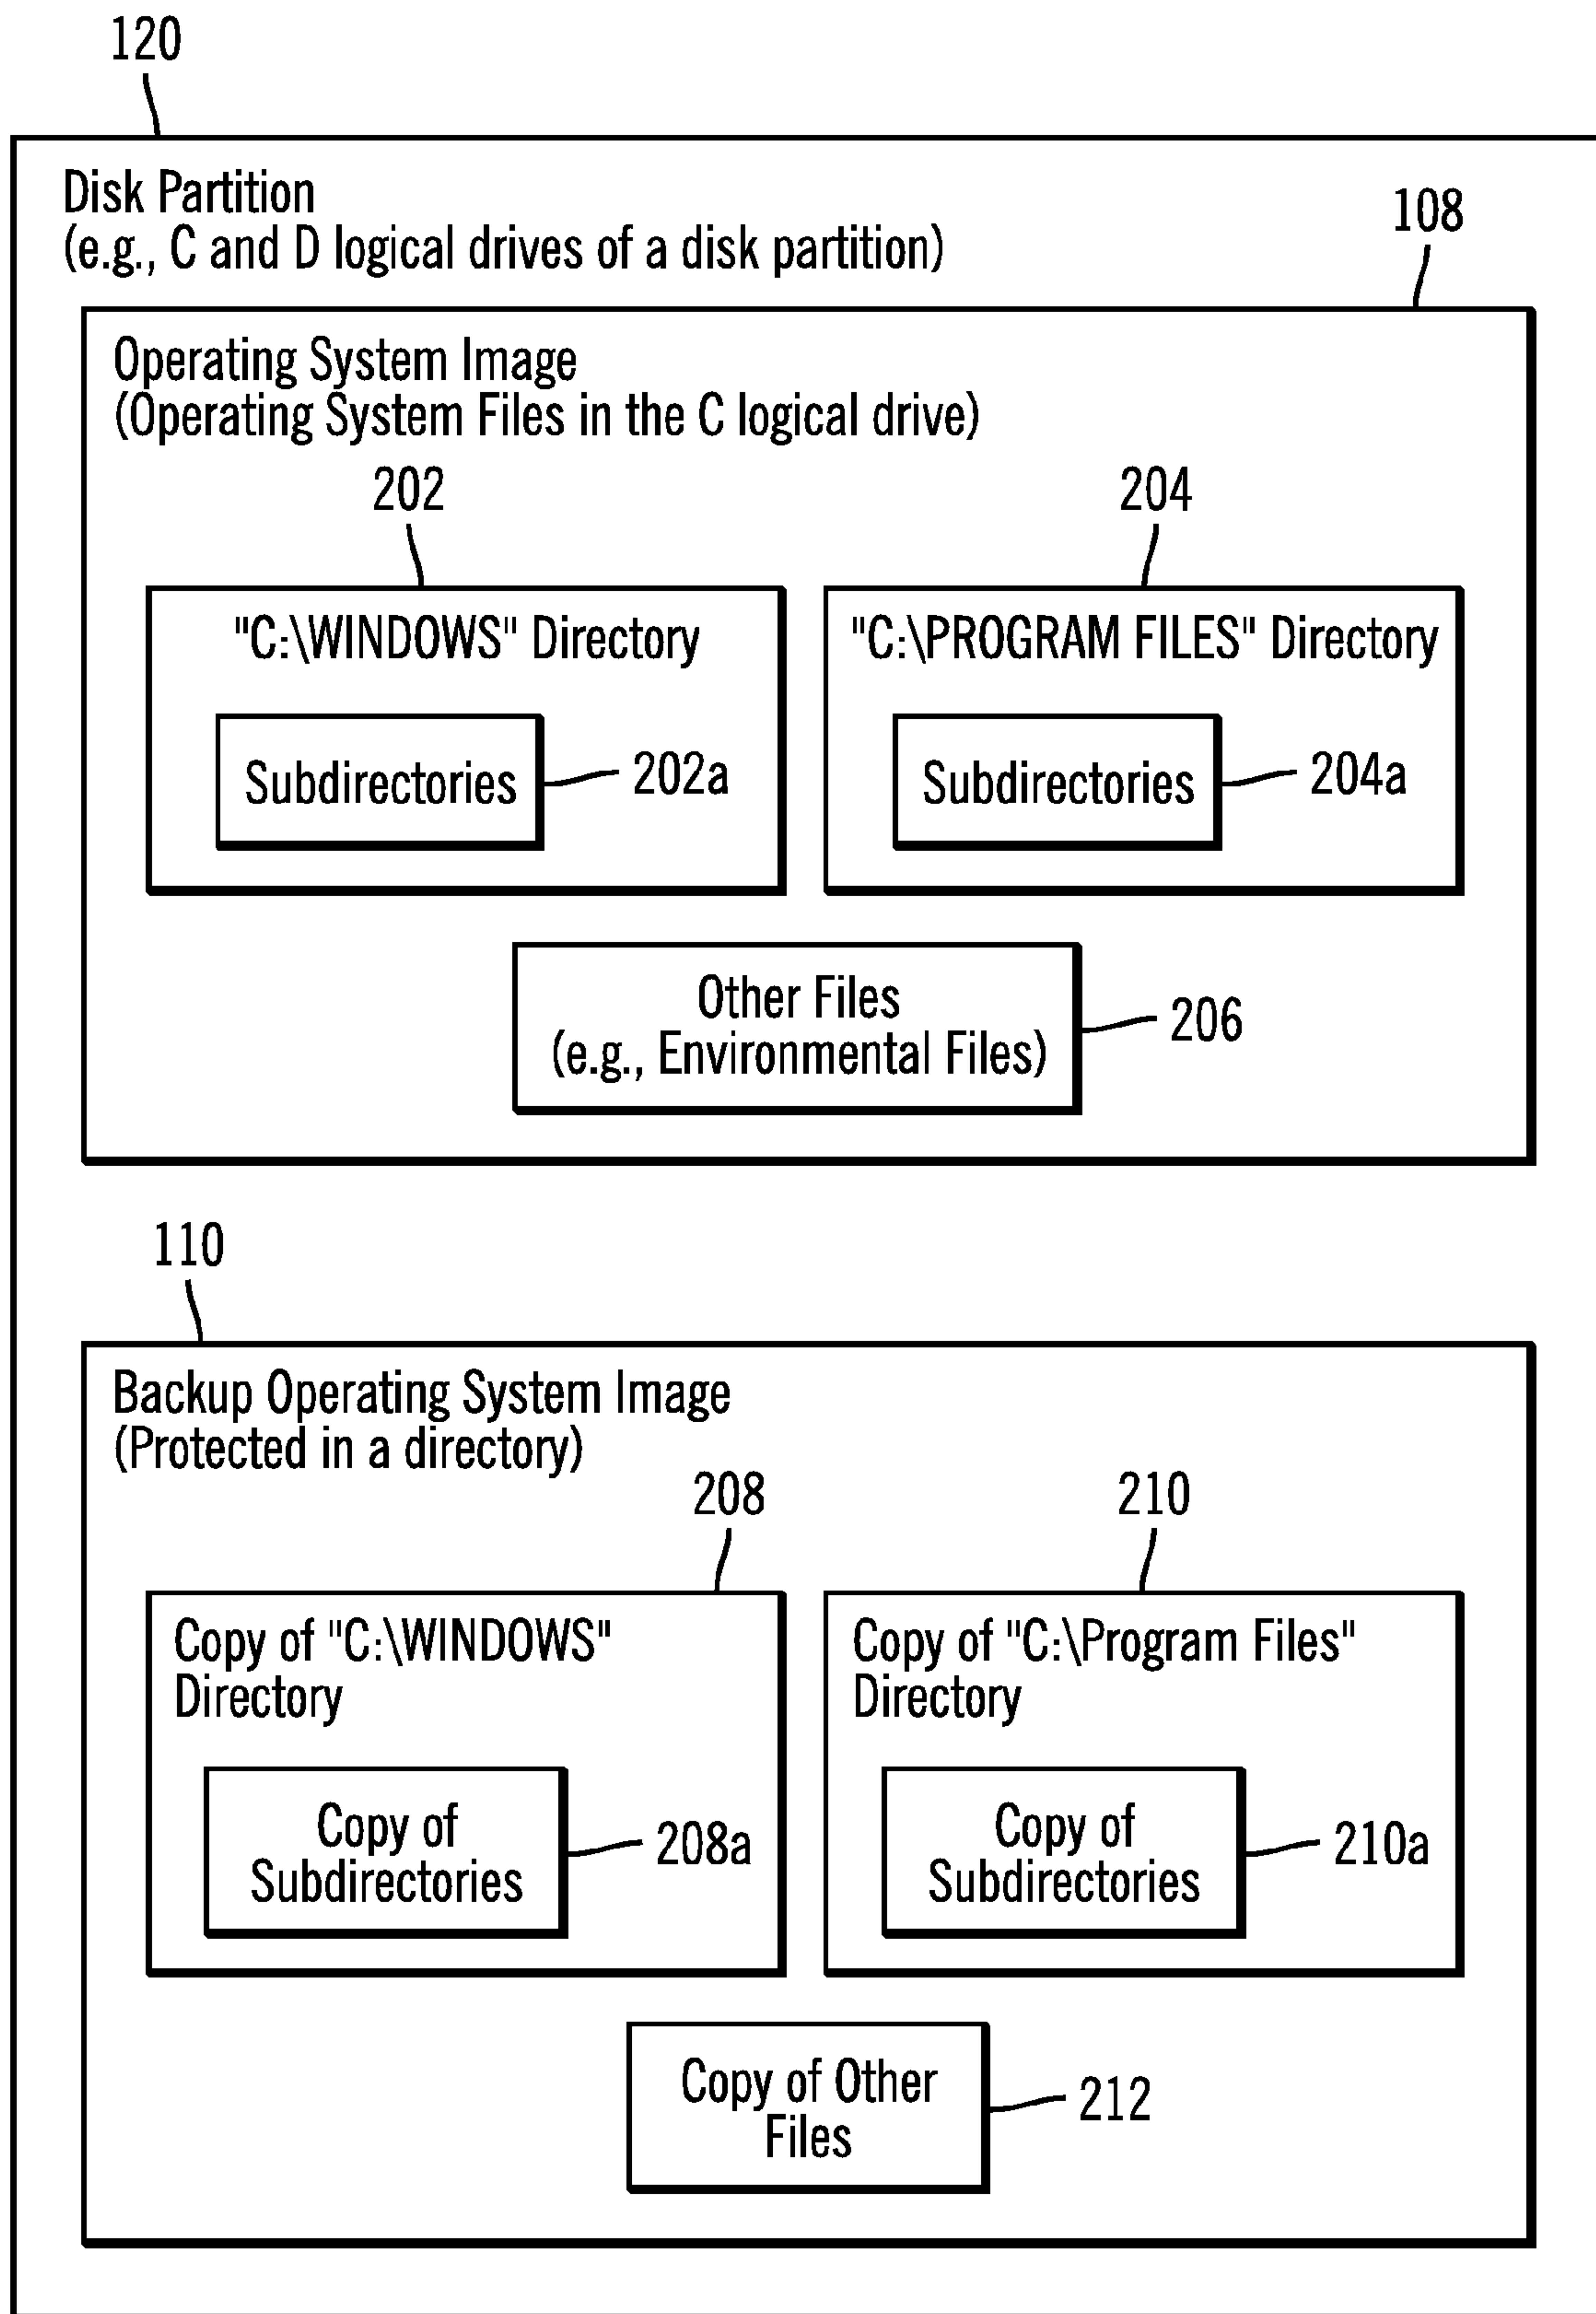 120
Disk Partition
(e.g., C and D logical drives of a disk partition)
108
Operating System Image
(Operating System Files in the C logical drive)
202
204
"C:\WINDOWS" Directory
"C:\PROGRAM FILES" Directory
Subdirectories
202a
Subdirectories
204a
Other Files
(e.g., Environmental Files)
206
110
Backup Operating System Image
(Protected in a directory)
208
210
Copy of "C:\WINDOWS"
Directory
Copy of "C:\Program Files"
Directory
Copy of
Subdirectories
208a
Copy of
Subdirectories
210a
Copy of Other
Files
212